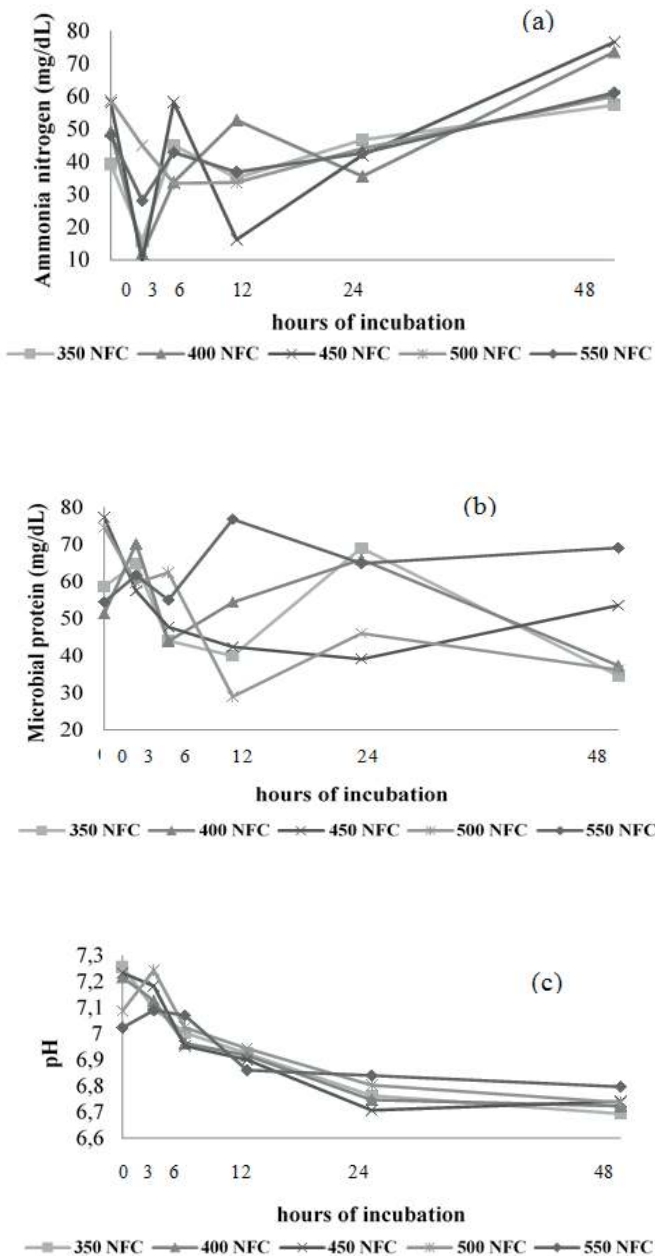 (a)
Ammonia nitrogen (mg/dL)
80
70
60
50
40
30
20
10
0 3 6 12 24 48
hours of incubation
350 NFC 400 NFC 450 NFC 500 NFC 550 NFC
(b)
Microbial protein (mg/dL)
80
70
60
50
40
30
20
0 3 6 12 24 48
hours of incubation
350 NFC 400 NFC 450 NFC 500 NFC 550 NFC
(c)
pH
7,3
7,2
7,1
7
6,9
6,8
6,7
6,6
0 3 6 12 24 48
hours of incubation
350 NFC 400 NFC 450 NFC 500 NFC 550 NFC